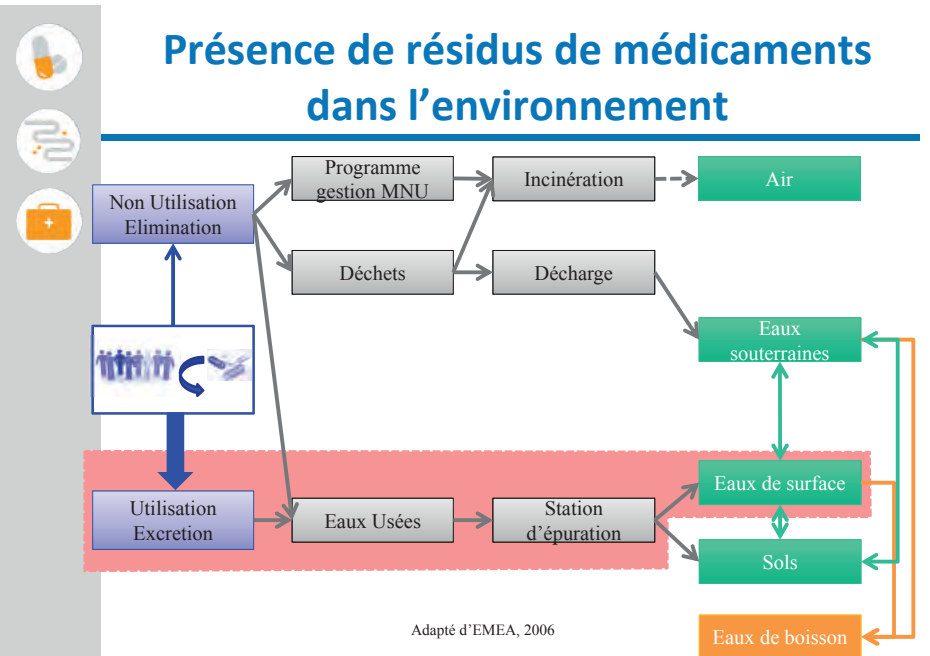 Présence de résidus de médicaments
dans l'environnement
Programme
gestion MNU
Incinération
Air
Non Utilisation
Elimination
Déchets
Décharge
Eaux
souterraines
Eaux de surface
Utilisation
Excretion
Eaux Usées
Station
d'épuration
Sols
Adapté d'EMEA, 2006
Eaux de boisson